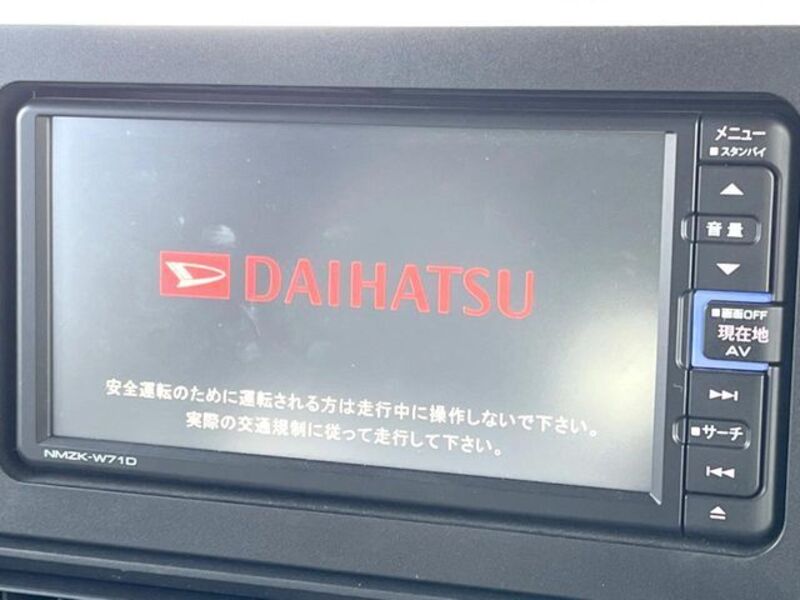 DAIHATSU
安全運転のために運転される方は走行中に操作しないで下さい。
実際の交通規制に従って走行して下さい。
NMZK-W71D
メニュー
■スタンバイ
音量
■画面OFF
現在地
AV
■サーチ